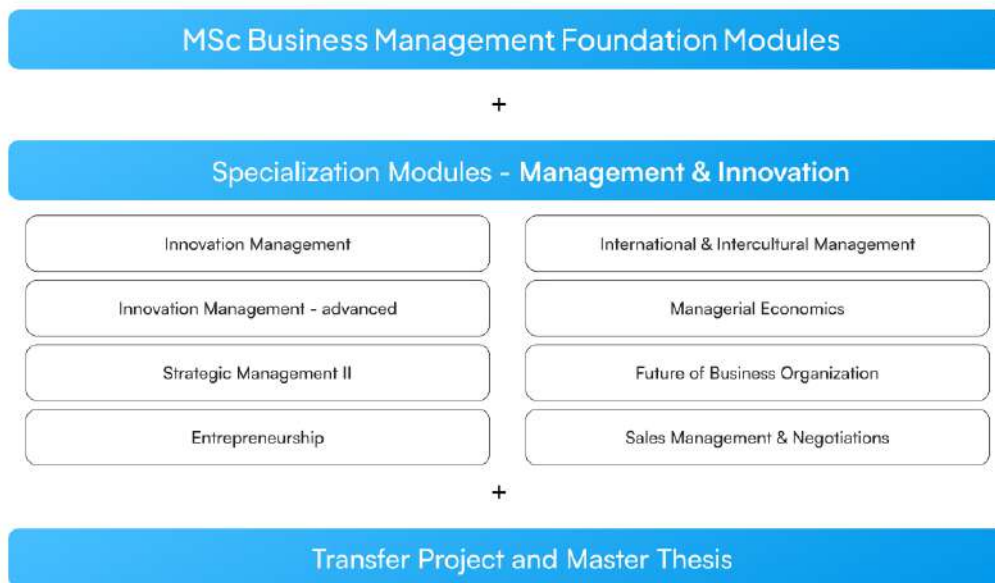 MSc Business Management Foundation Modules
+
Specialization Modules - Management & Innovation
Innovation Management
International & Intercultural Management
Innovation Management - advanced
Managerial Economics
Strategic Management II
Future of Business Organization
Entrepreneurship
Sales Management & Negotiations
+
Transfer Project and Master Thesis